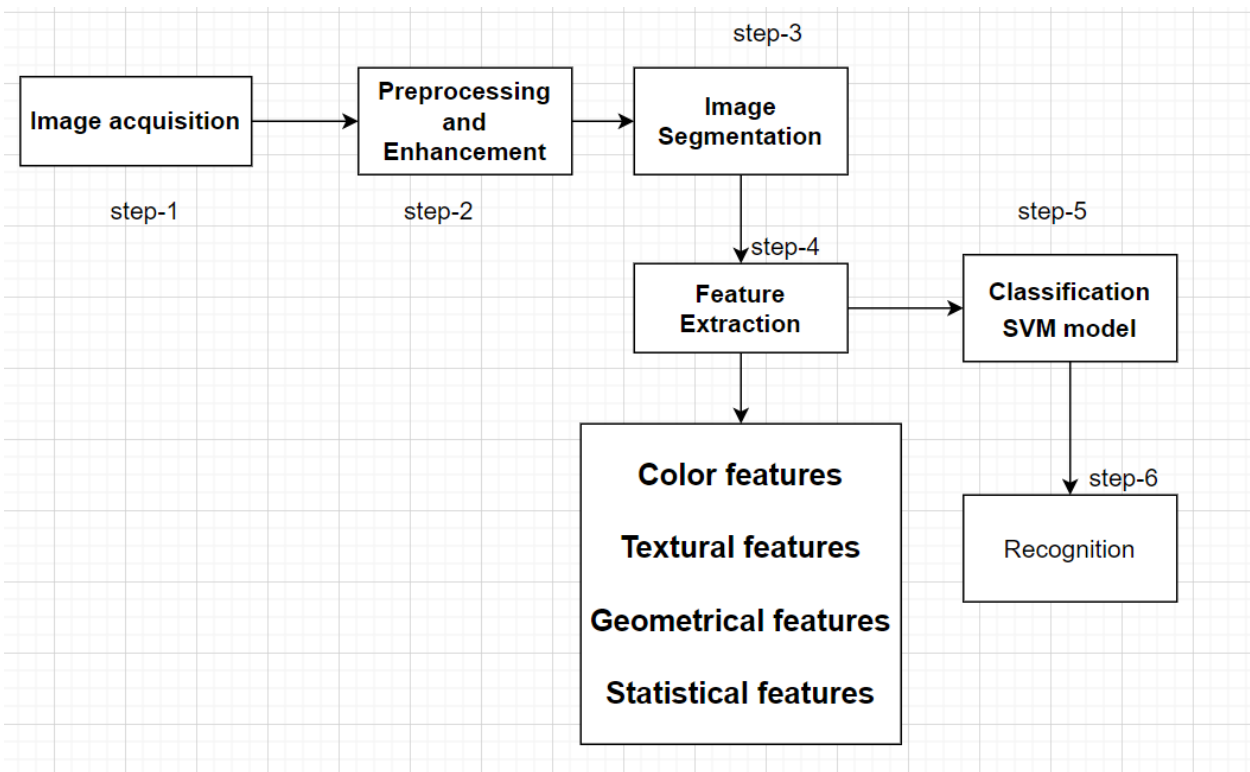 step-3
Image acquisition
Preprocessing
and
Enhancement
Image
Segmentation
step-1
step-2
step-5
step-4
Feature
Extraction
Classification
SVM model
Color features
Textural features
Geometrical features
Statistical features
step-6
Recognition